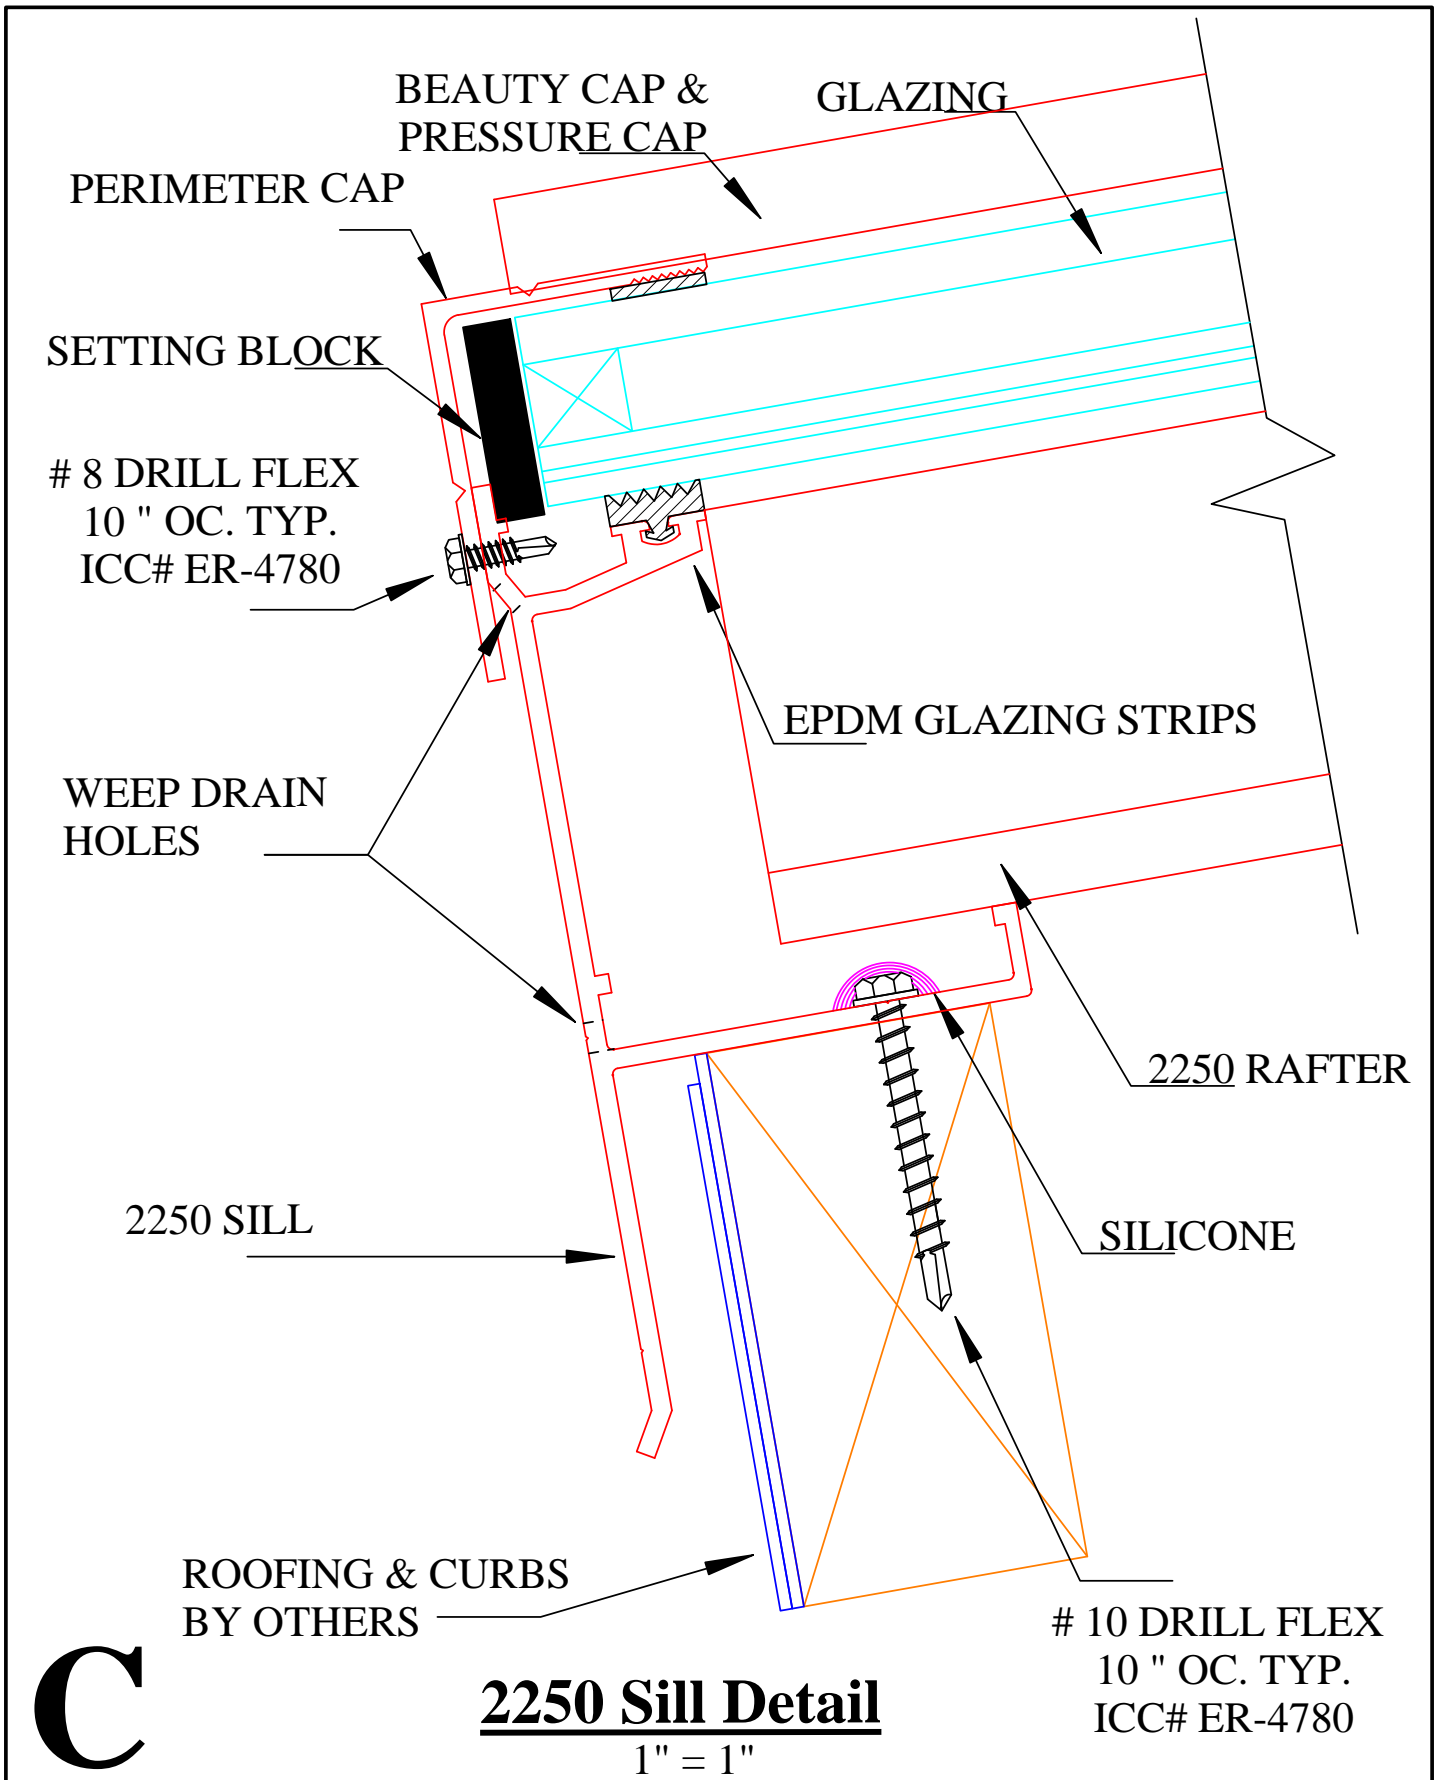 BEAUTY CAP &
PRESSURE CAP
GLAZING
PERIMETER CAP
SETTING BLOCK
# 8 DRILL FLEX
10 " OC. TYP.
ICC# ER-4780
EPDM GLAZING STRIPS
WEEP DRAIN
HOLES
2250 RAFTER
2250 SILL
SILICONE
ROOFING & CURBS
BY OTHERS
# 10 DRILL FLEX
10 " OC. TYP.
ICC# ER-4780
C
2250 Sill Detail
1" = 1"